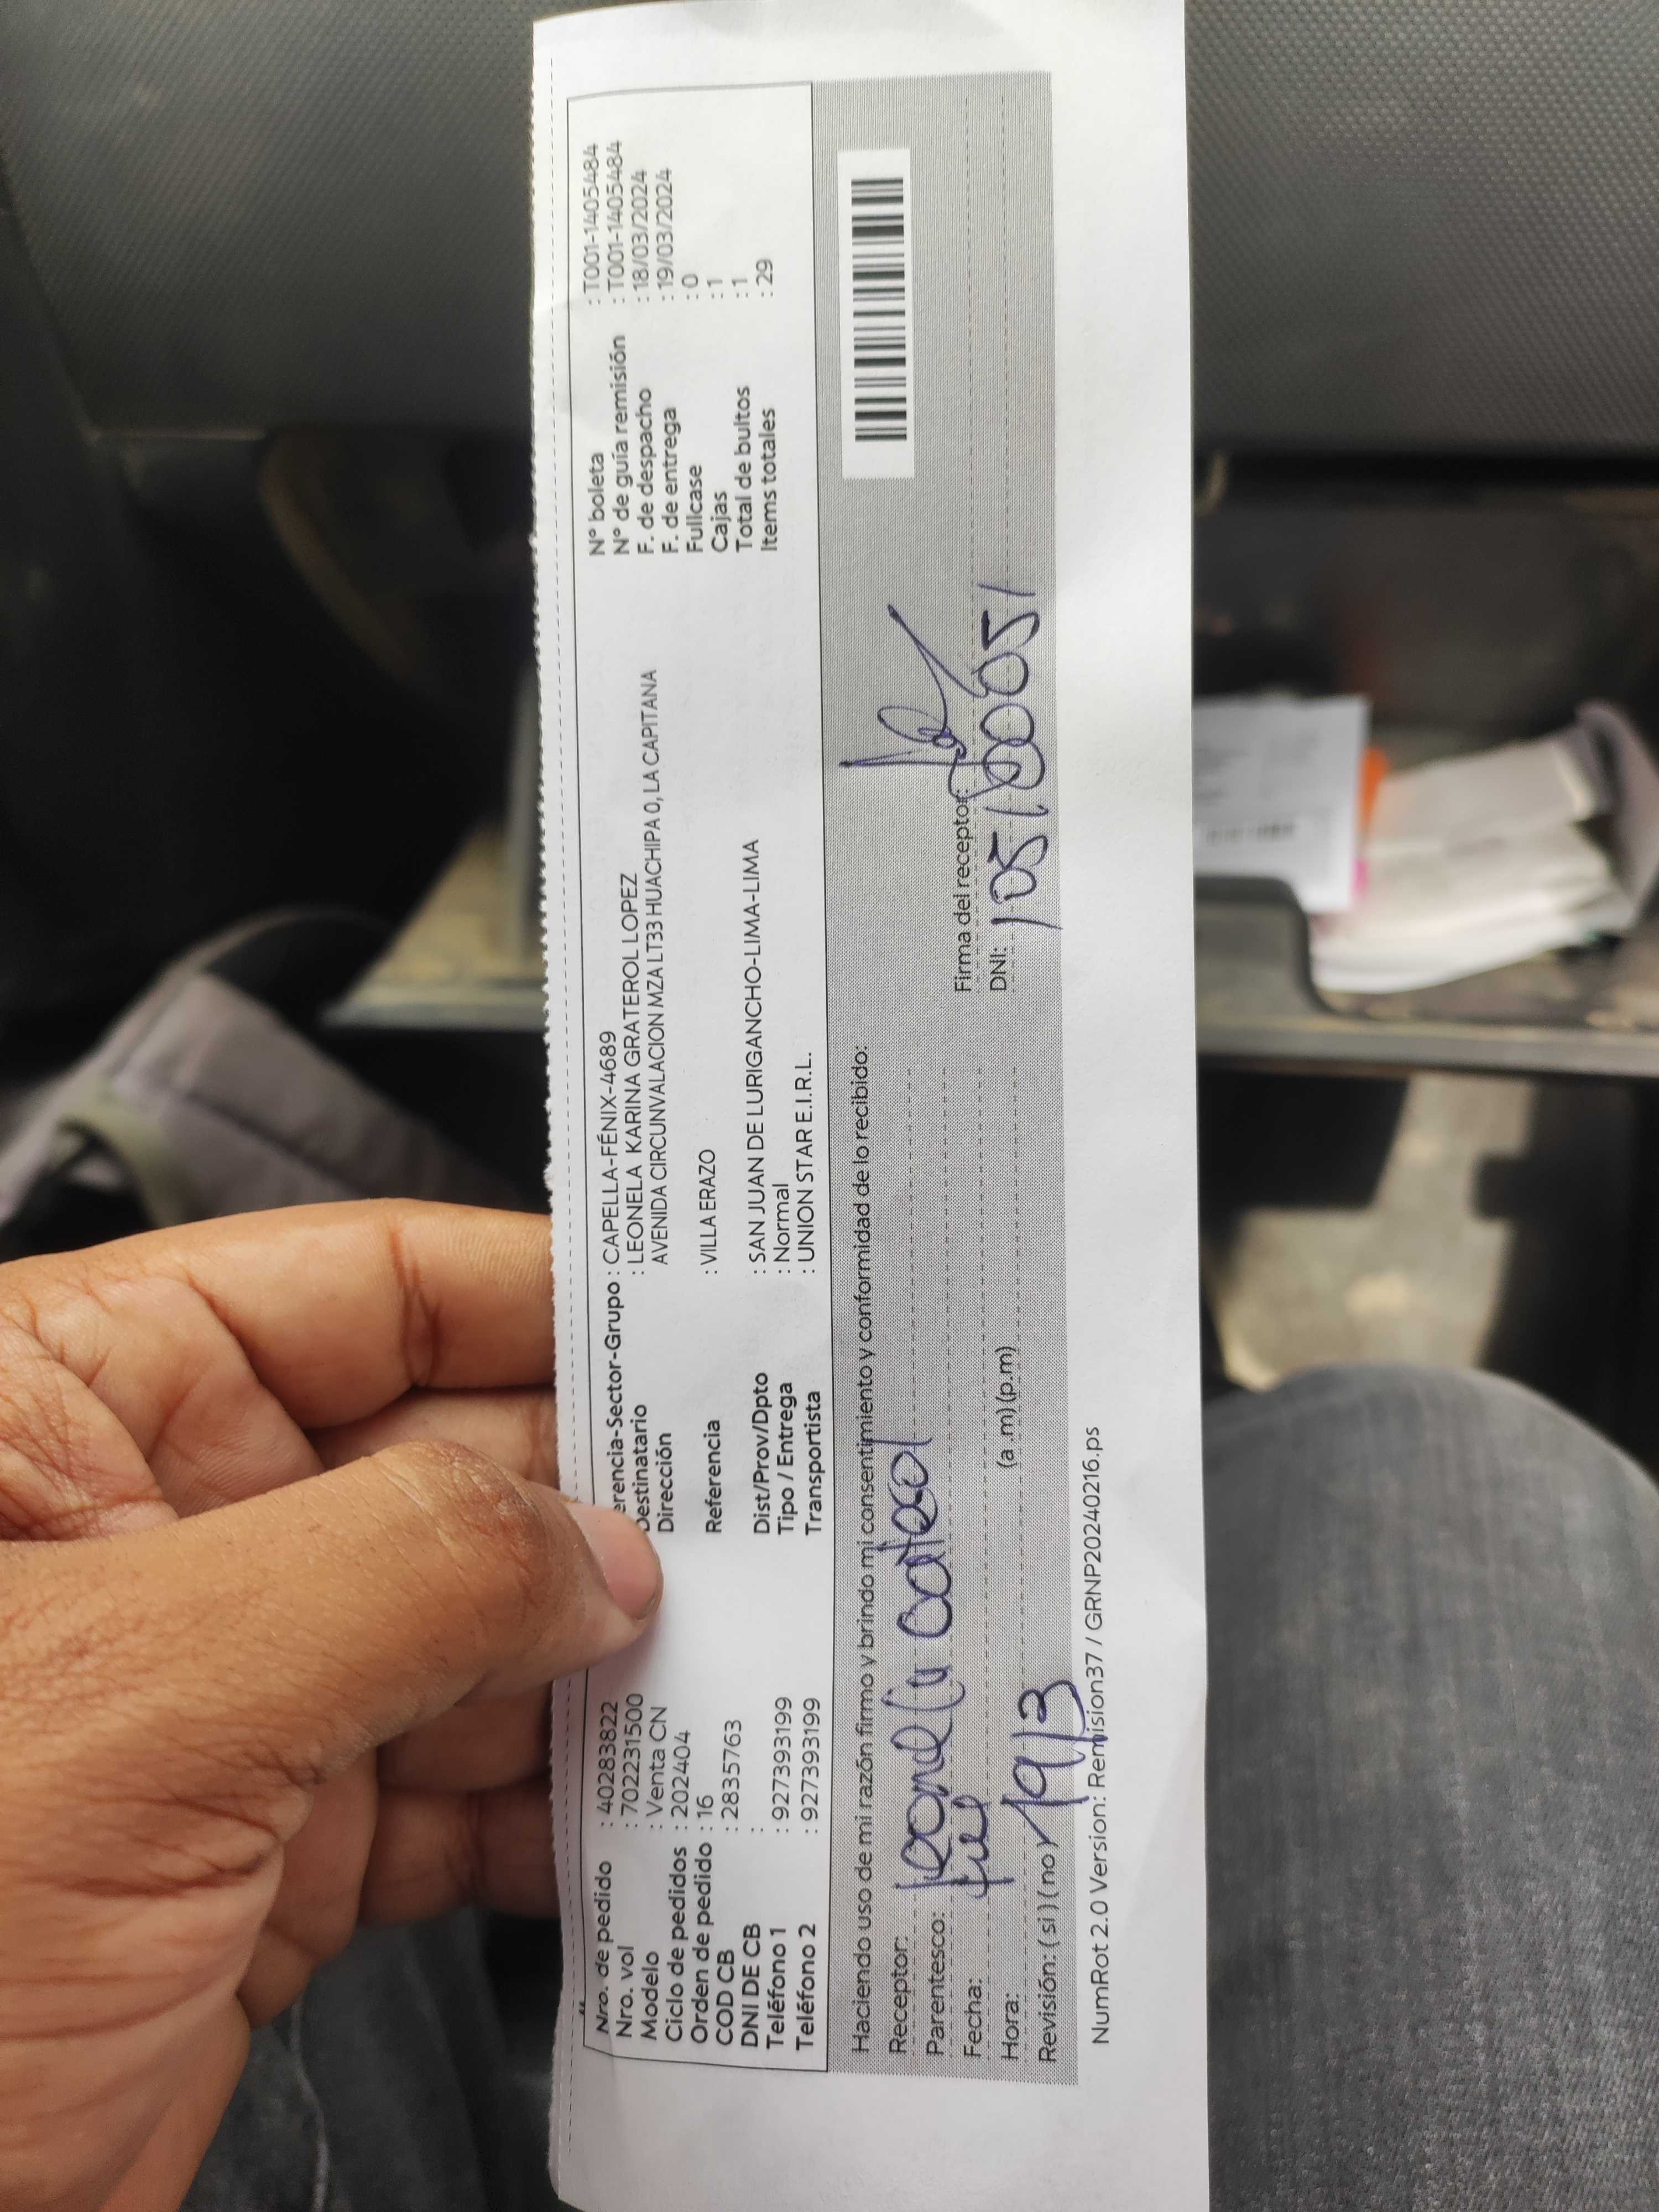 Nro. de pedido : 40283822
Nro. vol : 702231500
Modelo : Venta CN
Ciclo de pedidos : 202404
Orden de pedido : 16
COD CB : 2835763
DNI DE CB :
Teléfono 1 : 927393199
Teléfono 2 : 927393199
erencia-Sector-Grupo : CAPELLA-FÉNIX-4689
Destinatario : LEONELA KARINA GRATEROL LOPEZ
Dirección AVENIDA CIRCUNVALACION MZA LT33 HUACHIPA 0, LA CAPITANA
Referencia : VILLA ERAZO
Dist/Prov/Dpto : SAN JUAN DE LURIGANCHO-LIMA-LIMA
Tipo / Entrega : Normal
Transportista : UNION STAR E.I.R.L.
N° boleta : T001-1405484
N° de guía remisión : T001-1405484
F. de despacho : 18/03/2024
F. de entrega : 19/03/2024
Fullcase : 0
Cajas : 1
Total de bultos : 1
Items totales : 29
Haciendo uso de mi razón firmo y brindo mi consentimiento y conformidad de lo recibido:
Receptor:
Parentesco:
Fecha: 19/3
Hora: (a.m) (p.m)
Revisión: ( si ) ( no )
Firma del receptor:
DNI:
NumRot 2.0 Version: Remision37 / GRNP20240216.ps